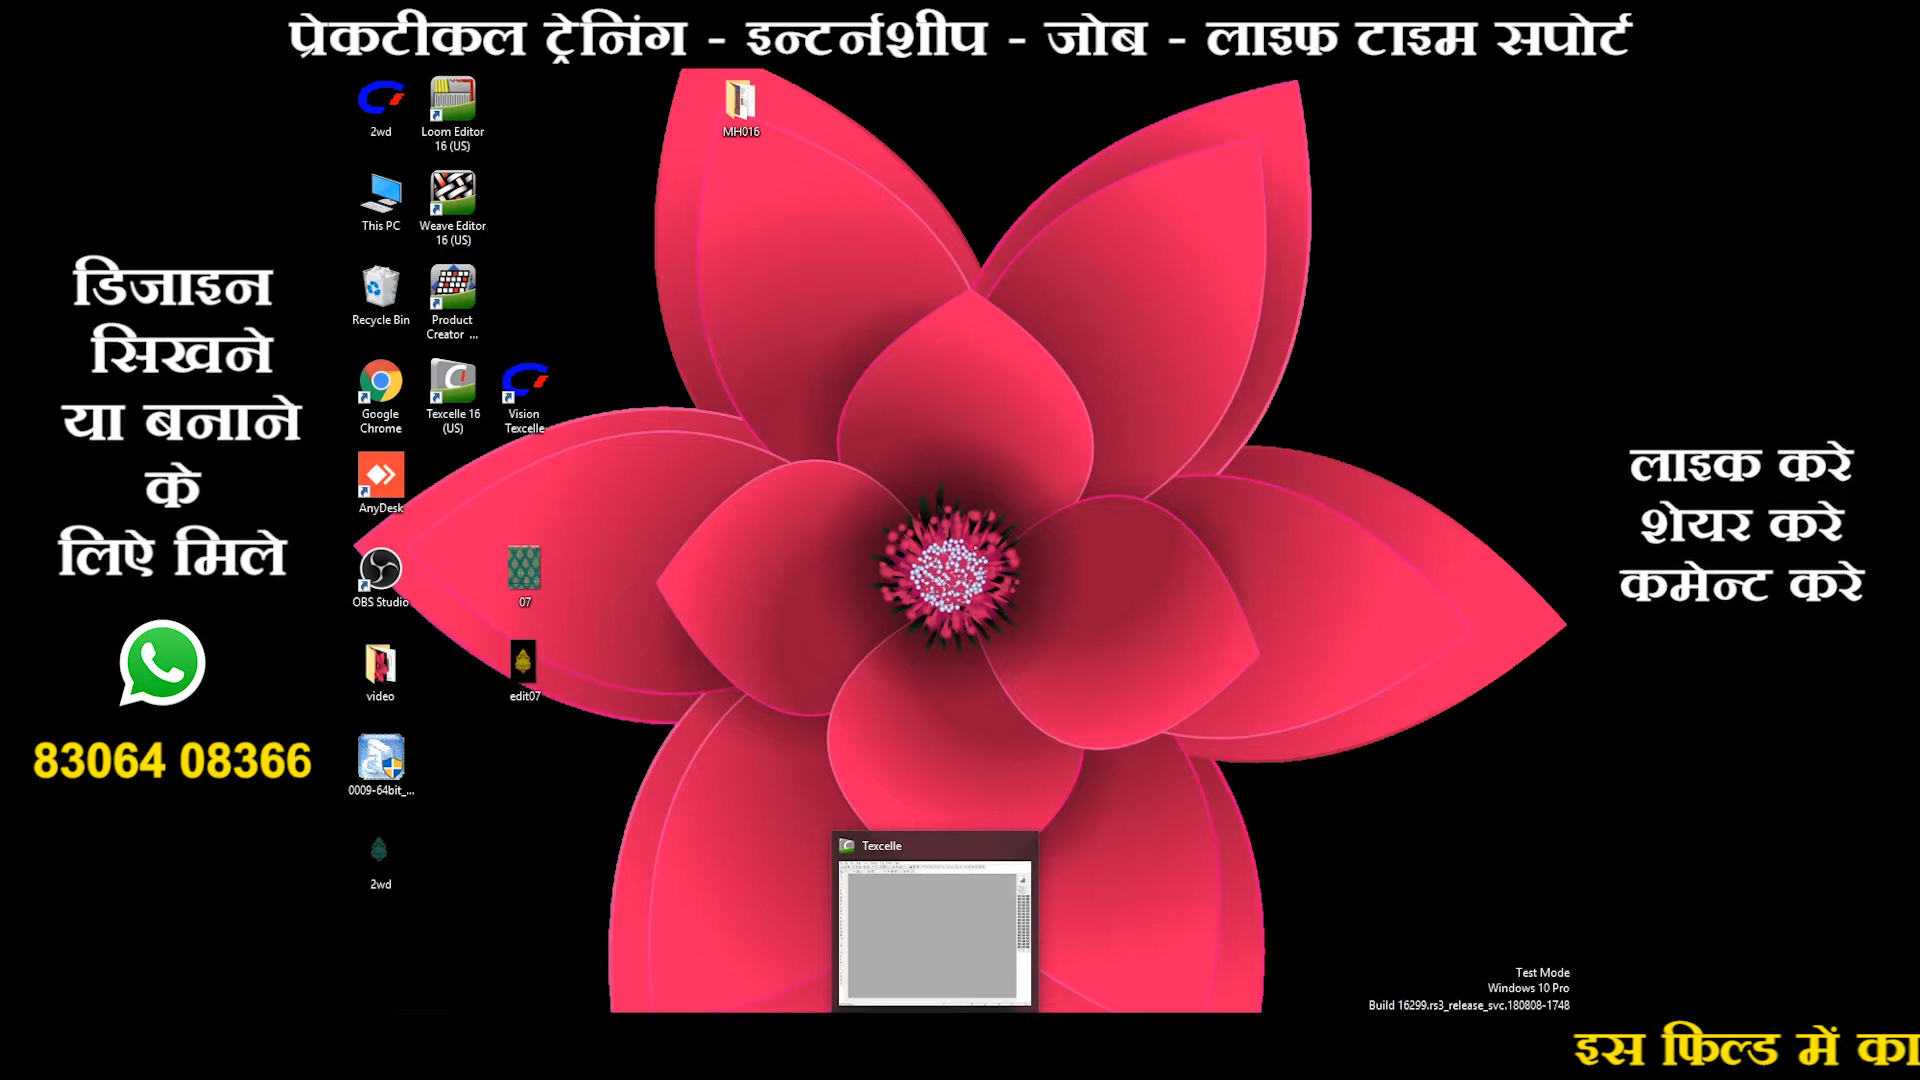 प्रेकटीकल ट्रेनिंग - इन्टर्नशीप - जोब - लाइफ टाइम सपोर्ट
2wd
Loom Editor
16 (US)
MH016
This PC
Weave Editor
16 (US)
Recycle Bin
Product
Creator ...
Google
Chrome
Texcelle 16
(US)
Vision
Texcelle
AnyDesk
OBS Studio
07
video
edit07
0009-64bit_...
2wd
डिजाइन
सिखने
या बनाने
के
लिऐ मिले
83064 08366
लाइक करे
शेयर करे
कमेन्ट करे
Texcelle
Test Mode
Windows 10 Pro
Build 16299.rs3_release_svc.180808-1748
इस फिल्ड में का